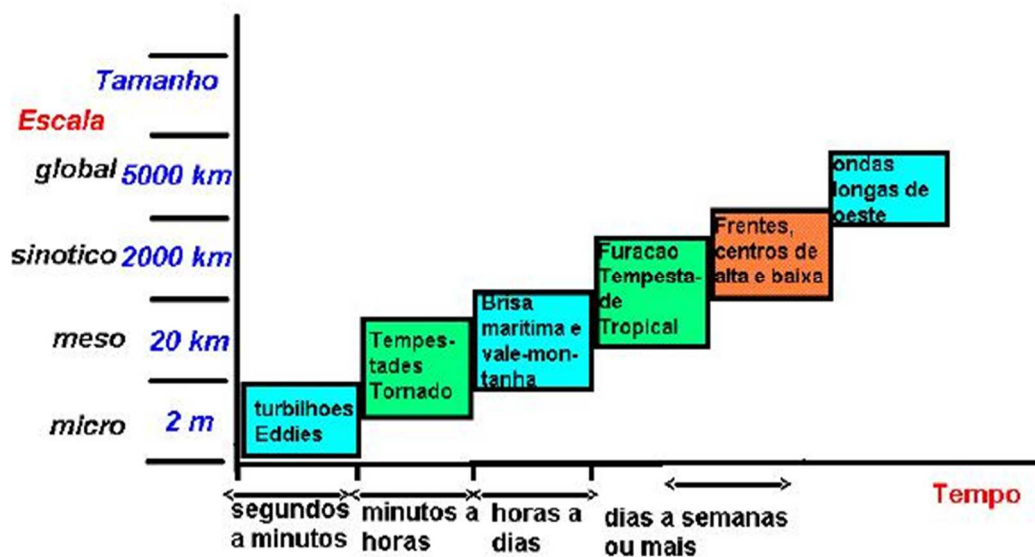 Tamanho
Escala
global 5000 km
sinotico 2000 km
meso 20 km
micro 2 m
ondas
longas de
oeste
Frentes,
centros de
alta e baixa
Furacao
Tempesta-
de
Tropical
Brisa
maritima e
vale-mon-
tanha
Tempes-
tades
Tornado
turbilhoes
Eddies
segundos
a minutos
minutos a
horas
horas a
dias
dias a semanas
ou mais
Tempo